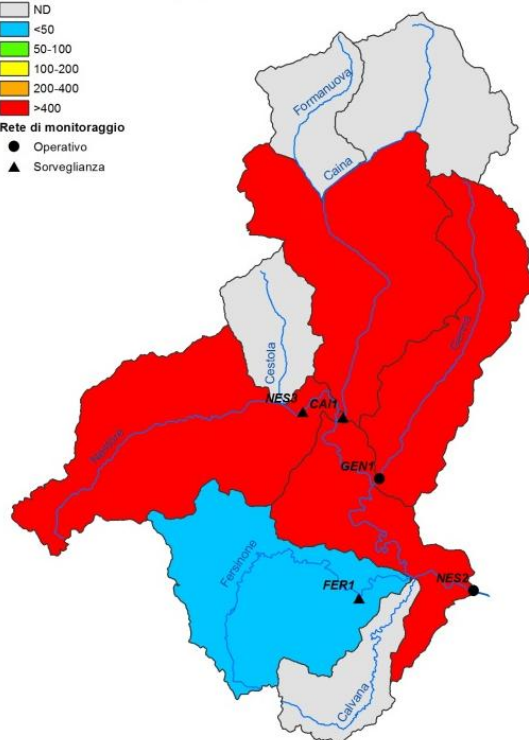 ND
<50
50-100
100-200
200-400
>400
Rete di monitoraggio
Operativo
Sorveglianza
Formanuova
Caina
Genna
Cestola
NES3
CAI1
Nestore
GEN1
Fersinone
FER1
NES2
Calvana